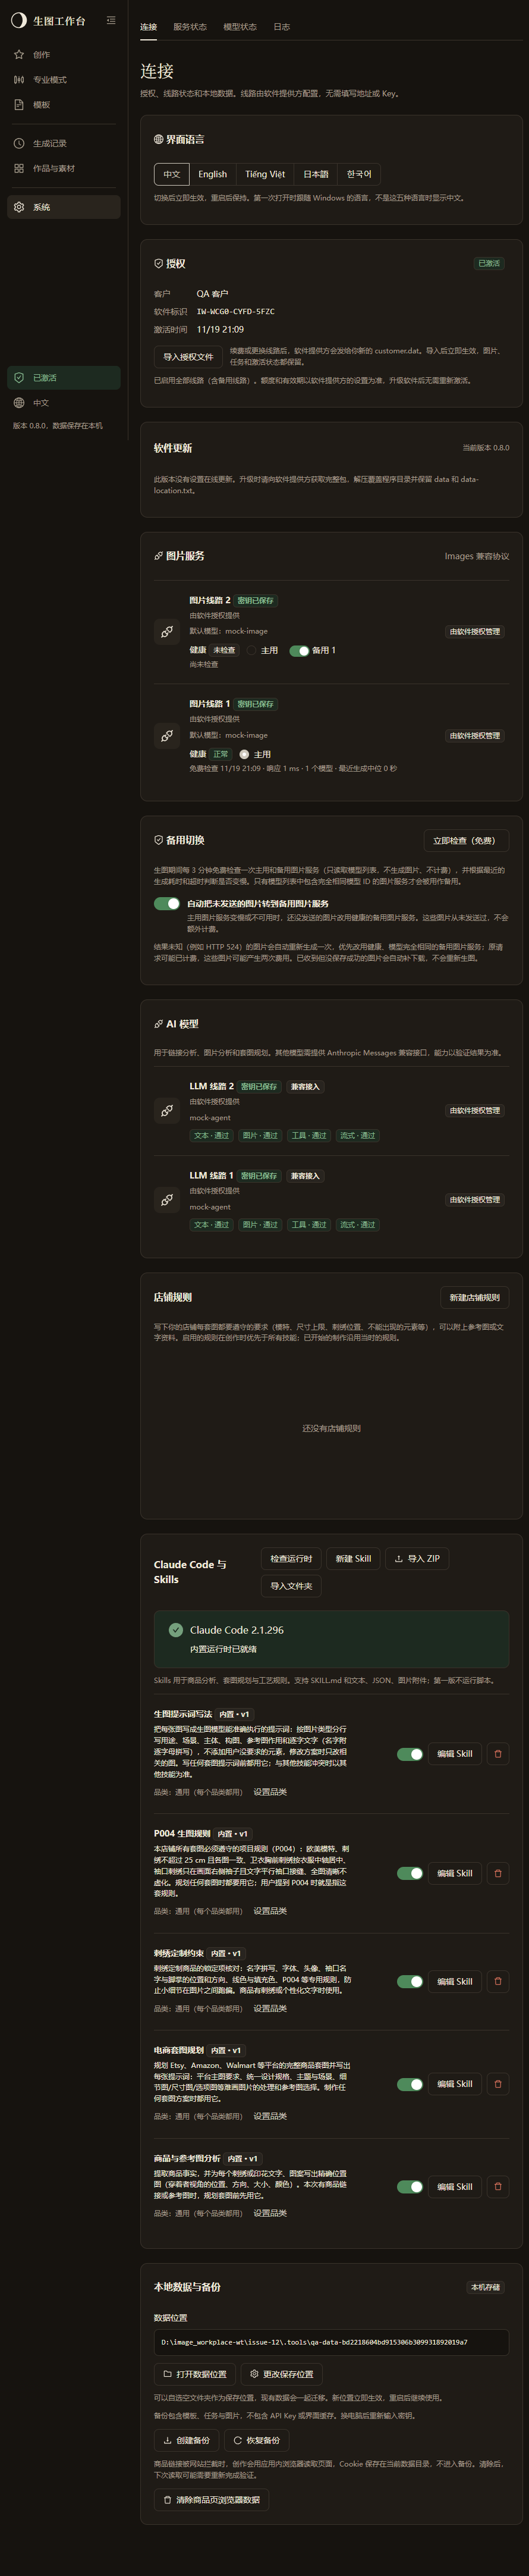 生图工作台
创作
专业模式
模板
生成记录
作品与素材
系统
已激活
中文
版本 0.8.0，数据保存在本机
连接
服务状态
模型状态
日志
连接
授权、线路状态和本地数据。线路由软件提供方配置，无需填写地址或 Key。
界面语言
中文
English
Tiếng Việt
日本語
한국어
切换后立即生效，重启后保持。第一次打开时跟随 Windows 的语言，不是这五种语言时显示中文。
授权
已激活
客户 QA 客户
软件标识 IW-WCG0-CYFD-5FZC
激活时间 11/19 21:09
导入授权文件
续费或更换线路后，软件提供方会发给你新的 customer.dat。导入后立即生效，图片、
任务和激活状态都保留。
已启用全部线路（含备用线路）。额度和有效期以软件提供方的设置为准，升级软件后无需重新激活。
软件更新
当前版本 0.8.0
此版本没有设置在线更新。升级时请向软件提供方获取完整包，解压覆盖程序目录并保留 data 和 data-
location.txt。
图片服务
Images 兼容协议
图片线路 2 密钥已保存
由软件授权提供
默认模型：mock-image
健康 未检查 主用 备用 1
尚未检查
由软件授权管理
图片线路 1 密钥已保存
由软件授权提供
默认模型：mock-image
健康 正常 主用
免费检查 11/19 21:09 · 响应 1 ms · 1 个模型 · 最近生成中位 0 秒
由软件授权管理
备用切换
立即检查（免费）
生图期间每 3 分钟免费检查一次主用和备用图片服务（只读取模型列表，不生成图片、不计费），并根据最近的
生成耗时和超时判断是否变慢。只有模型列表中包含完全相同模型 ID 的图片服务才会被用作备用。
自动把未发送的图片转到备用图片服务
主用图片服务变慢或不可用时，还没发送的图片改用健康的备用图片服务。这些图片从未发送过，不会
额外计费。
结果未知（例如 HTTP 524）的图片会自动重新生成一次，优先改用健康、模型完全相同的备用图片服务；原请
求可能已计费，这些图片可能产生两次费用。已收到但没保存成功的图片会自动补下载，不会重新生图。
AI 模型
用于链接分析、图片分析和套图规划。其他模型需提供 Anthropic Messages 兼容接口，能力以验证结果为准。
LLM 线路 2 密钥已保存 兼容接入
由软件授权提供
mock-agent
文本 · 通过 图片 · 通过 工具 · 通过 流式 · 通过
由软件授权管理
LLM 线路 1 密钥已保存 兼容接入
由软件授权提供
mock-agent
文本 · 通过 图片 · 通过 工具 · 通过 流式 · 通过
由软件授权管理
店铺规则
新建店铺规则
写下你的店铺每套图都要遵守的要求（模特、尺寸上限、刺绣位置、不能出现的元素等），可以附上参考图或文
字资料。启用的规则在创作时优先于所有技能；已开始的制作沿用当时的规则。
还没有店铺规则
Claude Code 与
Skills
检查运行时
新建 Skill
导入 ZIP
导入文件夹
Claude Code 2.1.296
内置运行时已就绪
Skills 用于商品分析、套图规划与工艺规则。支持 SKILL.md 和文本、JSON、图片附件；第一版不运行脚本。
生图提示词写法 内置 · v1
把每张图写成生图模型能准确执行的提示词：按图片类型分行
写用途、场景、主体、构图、参考图作用和逐字文字（名字附
逐字母拼写），不添加用户没要求的元素，修改方案时只改相
关的图。写任何套图提示词前都用它；与其他技能冲突时以其
他技能为准。
品类：通用（每个品类都用） 设置品类
编辑 Skill
P004 生图规则 内置 · v1
本店铺所有套图必须遵守的项目规则（P004）：欧美模特、刺
绣不超过 25 cm 且各图一致、卫衣胸前刺绣按衣服中轴居中、
袖口刺绣只在画面右侧袖子且文字平行袖口接缝、全图清晰不
虚化。规划任何套图时都要用它；用户提到 P004 时就是指这
套规则。
品类：通用（每个品类都用） 设置品类
编辑 Skill
刺绣定制约束 内置 · v1
刺绣定制商品的锁定项核对：名字拼写、字体、头像、袖口名
字与脚掌的位置和方向、线色与填充色、P004 等专用规则，防
止小细节在图片之间跑偏。商品有刺绣或个性化文字时使用。
品类：通用（每个品类都用） 设置品类
编辑 Skill
电商套图规划 内置 · v1
规划 Etsy、Amazon、Walmart 等平台的完整商品套图并写出
每张提示词：平台主图要求、统一设计规格、主题与场景、细
节图/尺寸图/选项图等难画图片的处理和参考图选择。制作任
何套图方案时都用它。
品类：通用（每个品类都用） 设置品类
编辑 Skill
商品与参考图分析 内置 · v1
提取商品事实，并为每个刺绣或印花文字、图案写出精确位置
图（穿着者视角的位置、方向、大小、颜色）。本次有商品链
接或参考图时，规划套图前先用它。
品类：通用（每个品类都用） 设置品类
编辑 Skill
本地数据与备份
本机存储
数据位置
D:\image_workplace-wt\issue-12\.tools\qa-data-bd2218604bd915306b309931892019a7
打开数据位置
更改保存位置
可以自选空文件夹作为保存位置，现有数据会一起迁移。新位置立即生效，重启后继续使用。
备份包含模板、任务与图片，不包含 API Key 或界面缓存。换电脑后重新输入密钥。
创建备份
恢复备份
商品链接被网站拦截时，创作会用应用内浏览器读取页面，Cookie 保存在当前数据目录，不进入备份。清除后，
下次读取可能需要重新完成验证。
清除商品页浏览器数据